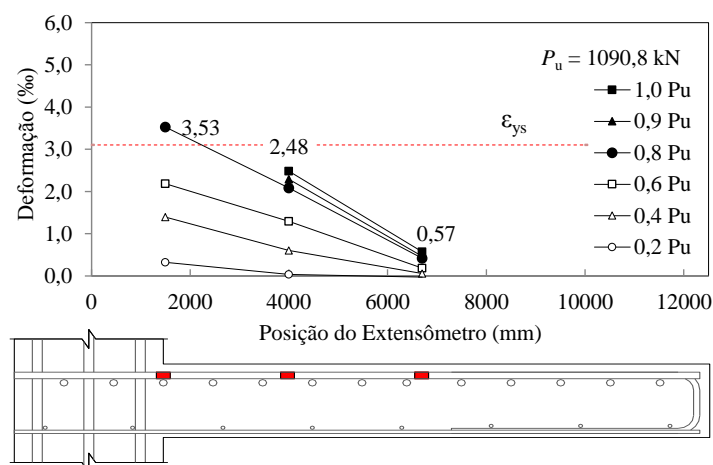 6,0
5,0
4,0
3,0
2,0
1,0
0,0
Deformação (‰)
3,53
2,48
0,57
εys
Pu = 1090,8 kN
1,0 Pu
0,9 Pu
0,8 Pu
0,6 Pu
0,4 Pu
0,2 Pu
0 2000 4000 6000 8000 10000 12000
Posição do Extensômetro (mm)